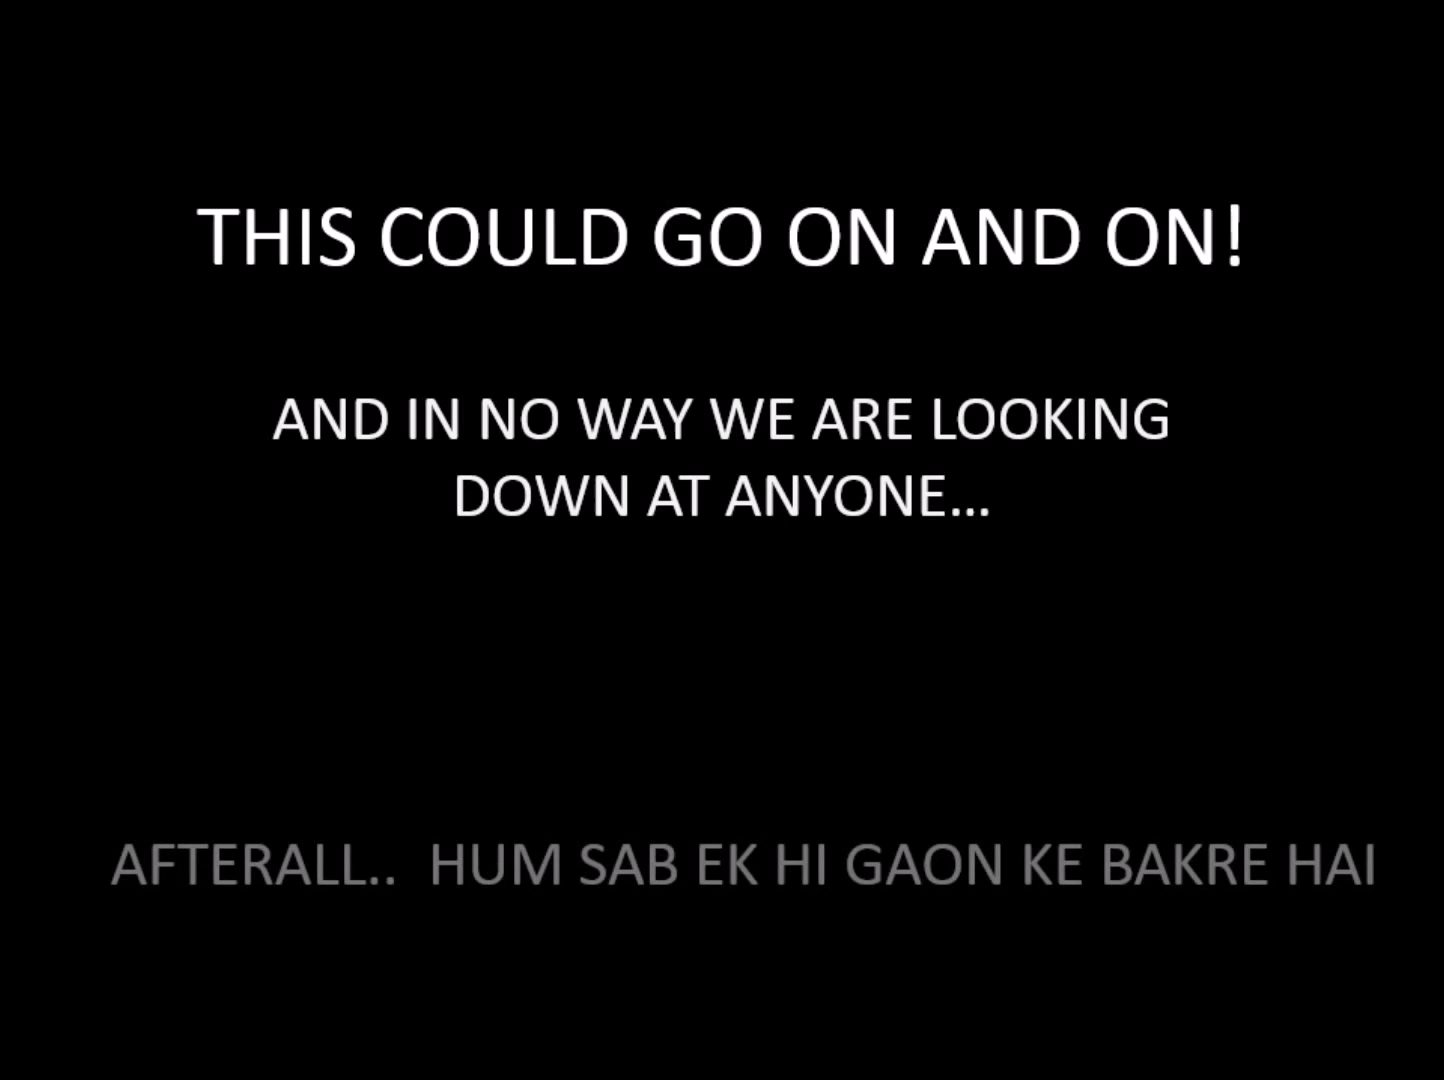 THIS COULD GO ON AND ON!
AND IN NO WAY WE ARE LOOKING
DOWN AT ANYONE…
AFTERALL.. HUM SAB EK HI GAON KE BAKRE HAI